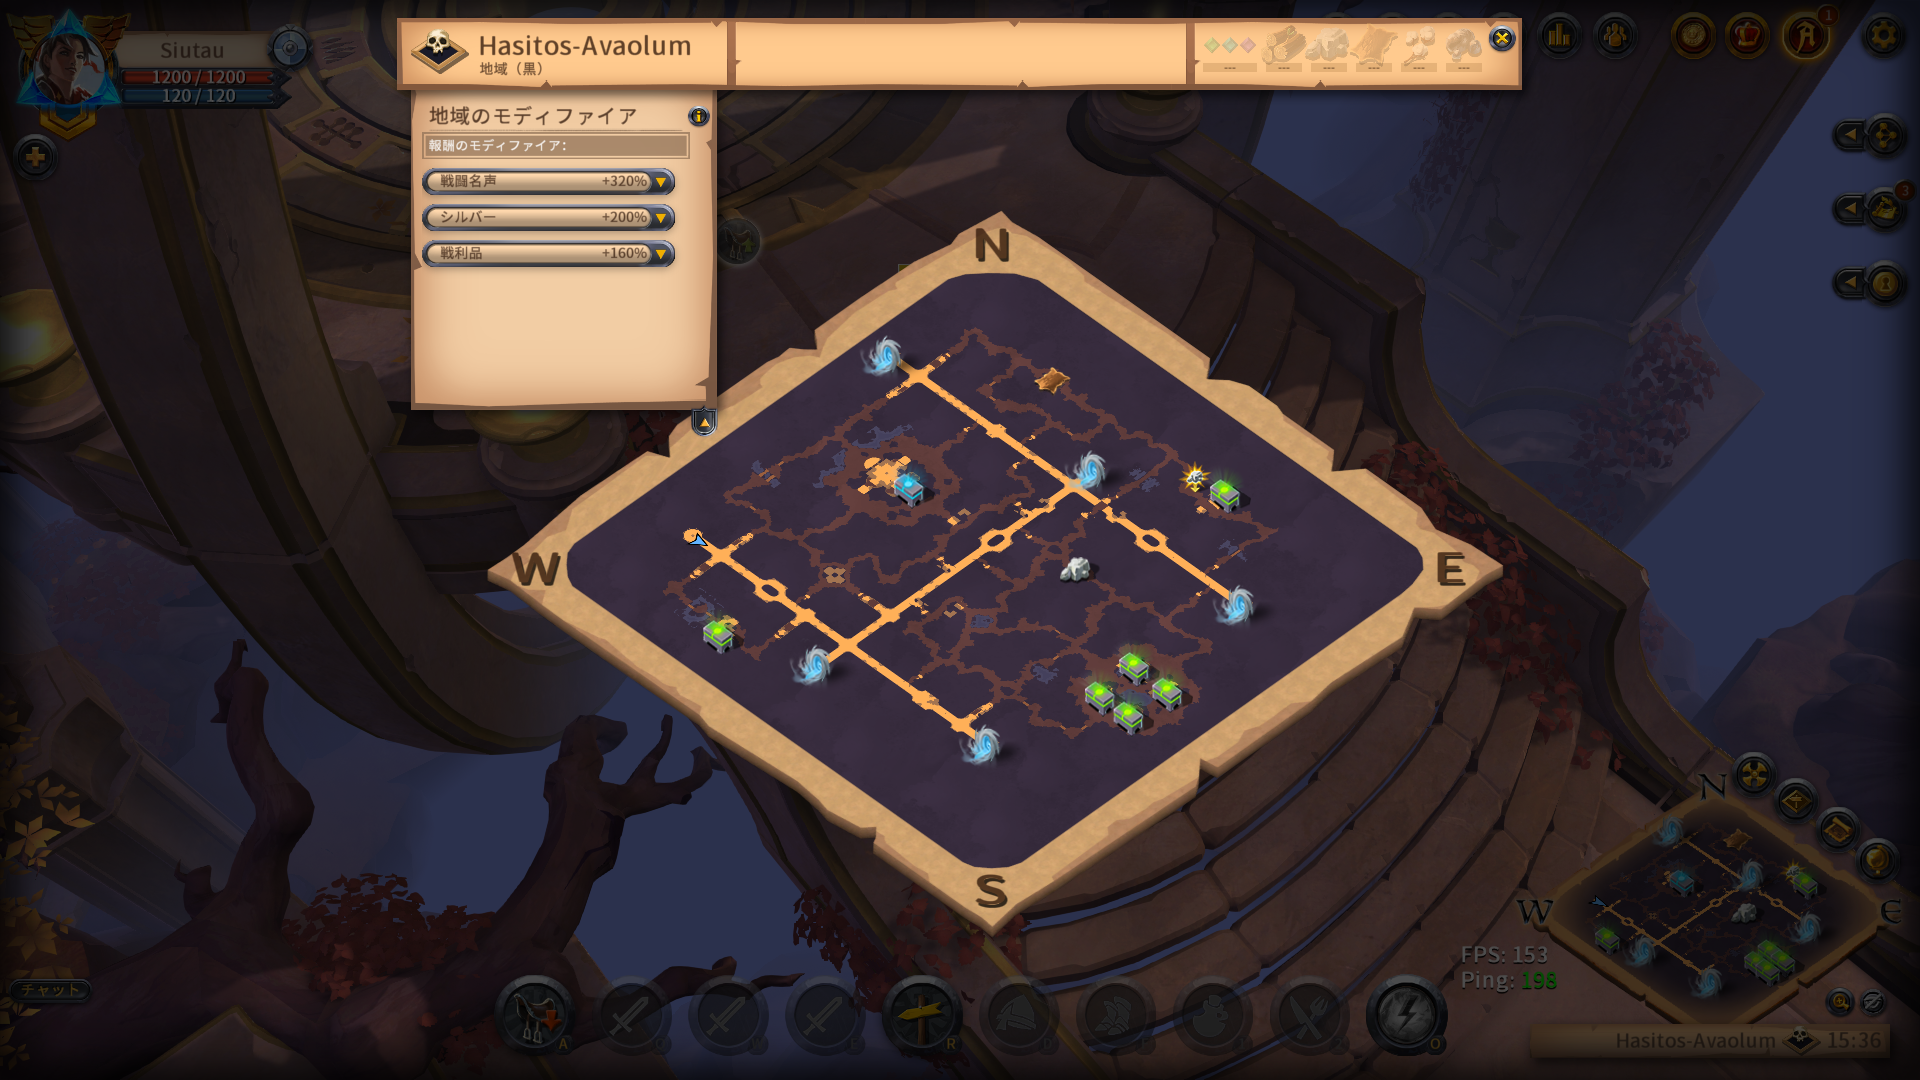 Siutau
1200 / 1200
120 / 120
Hasitos-Avaolum
地域（黒）
---
---
---
---
---
---
1
3
地域のモディファイア
報酬のモディファイア:
戦闘名声 +320%
シルバー +200%
戦利品 +160%
N
W
E
S
N
W
E
FPS: 153
Ping: 198
チャット
A
R
O
Hasitos-Avaolum 15:36